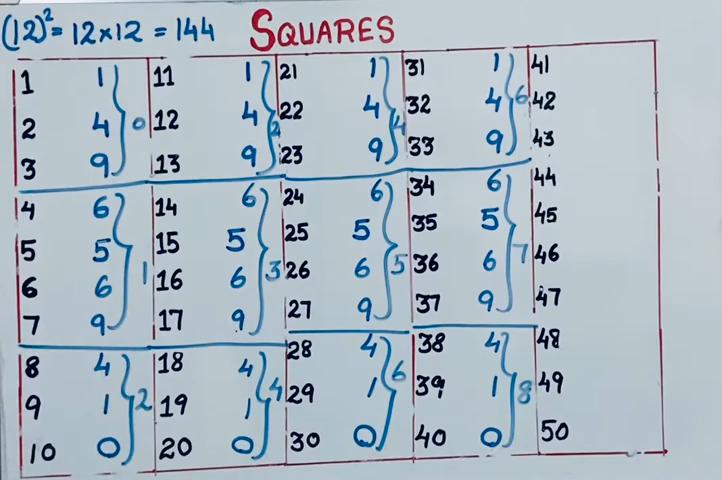 (12)² = 12×12 = 144 SQUARES
1 1 11 1 21 1 31 1 41
2 4 0 12 4 2 22 4 4 32 4 6 42
3 9 13 9 23 9 33 9 43
4 6 14 6 24 6 34 6 44
5 5 15 5 25 5 35 5 45
6 6 1 16 6 3 26 6 5 36 6 7 46
7 9 17 9 27 9 37 9 47
8 4 18 4 28 4 38 4 48
9 1 2 19 1 4 29 1 6 39 1 8 49
10 0 20 0 30 0 40 0 50